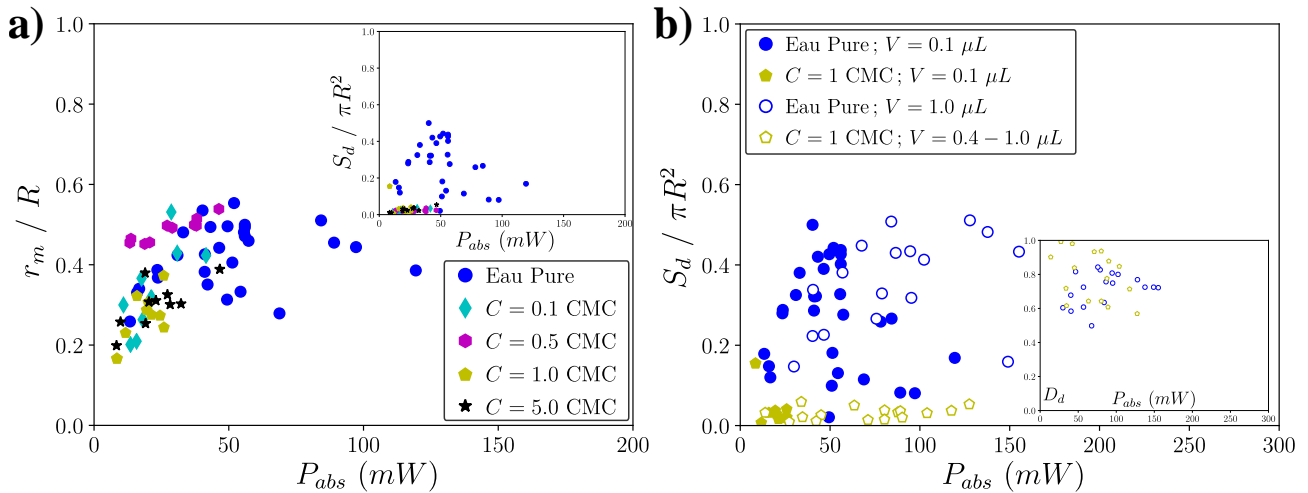 a)
1.0
0.8
0.6
0.4
0.2
0.0
r_m / R
0 50 100 150 200
P_abs (mW)
1.0
0.8
0.6
0.4
0.2
0.0
S_d / πR²
0 50 100 150 200
P_abs (mW)
Eau Pure
C = 0.1 CMC
C = 0.5 CMC
C = 1.0 CMC
C = 5.0 CMC
b)
1.0
0.8
0.6
0.4
0.2
0.0
S_d / πR²
0 50 100 150 200 250 300
P_abs (mW)
Eau Pure ; V = 0.1 μL
C = 1 CMC ; V = 0.1 μL
Eau Pure ; V = 1.0 μL
C = 1 CMC ; V = 0.4 − 1.0 μL
1.0
0.8
0.6
0.4
0.2
0.0
D_d
P_abs (mW)
0 50 100 150 200 250 300